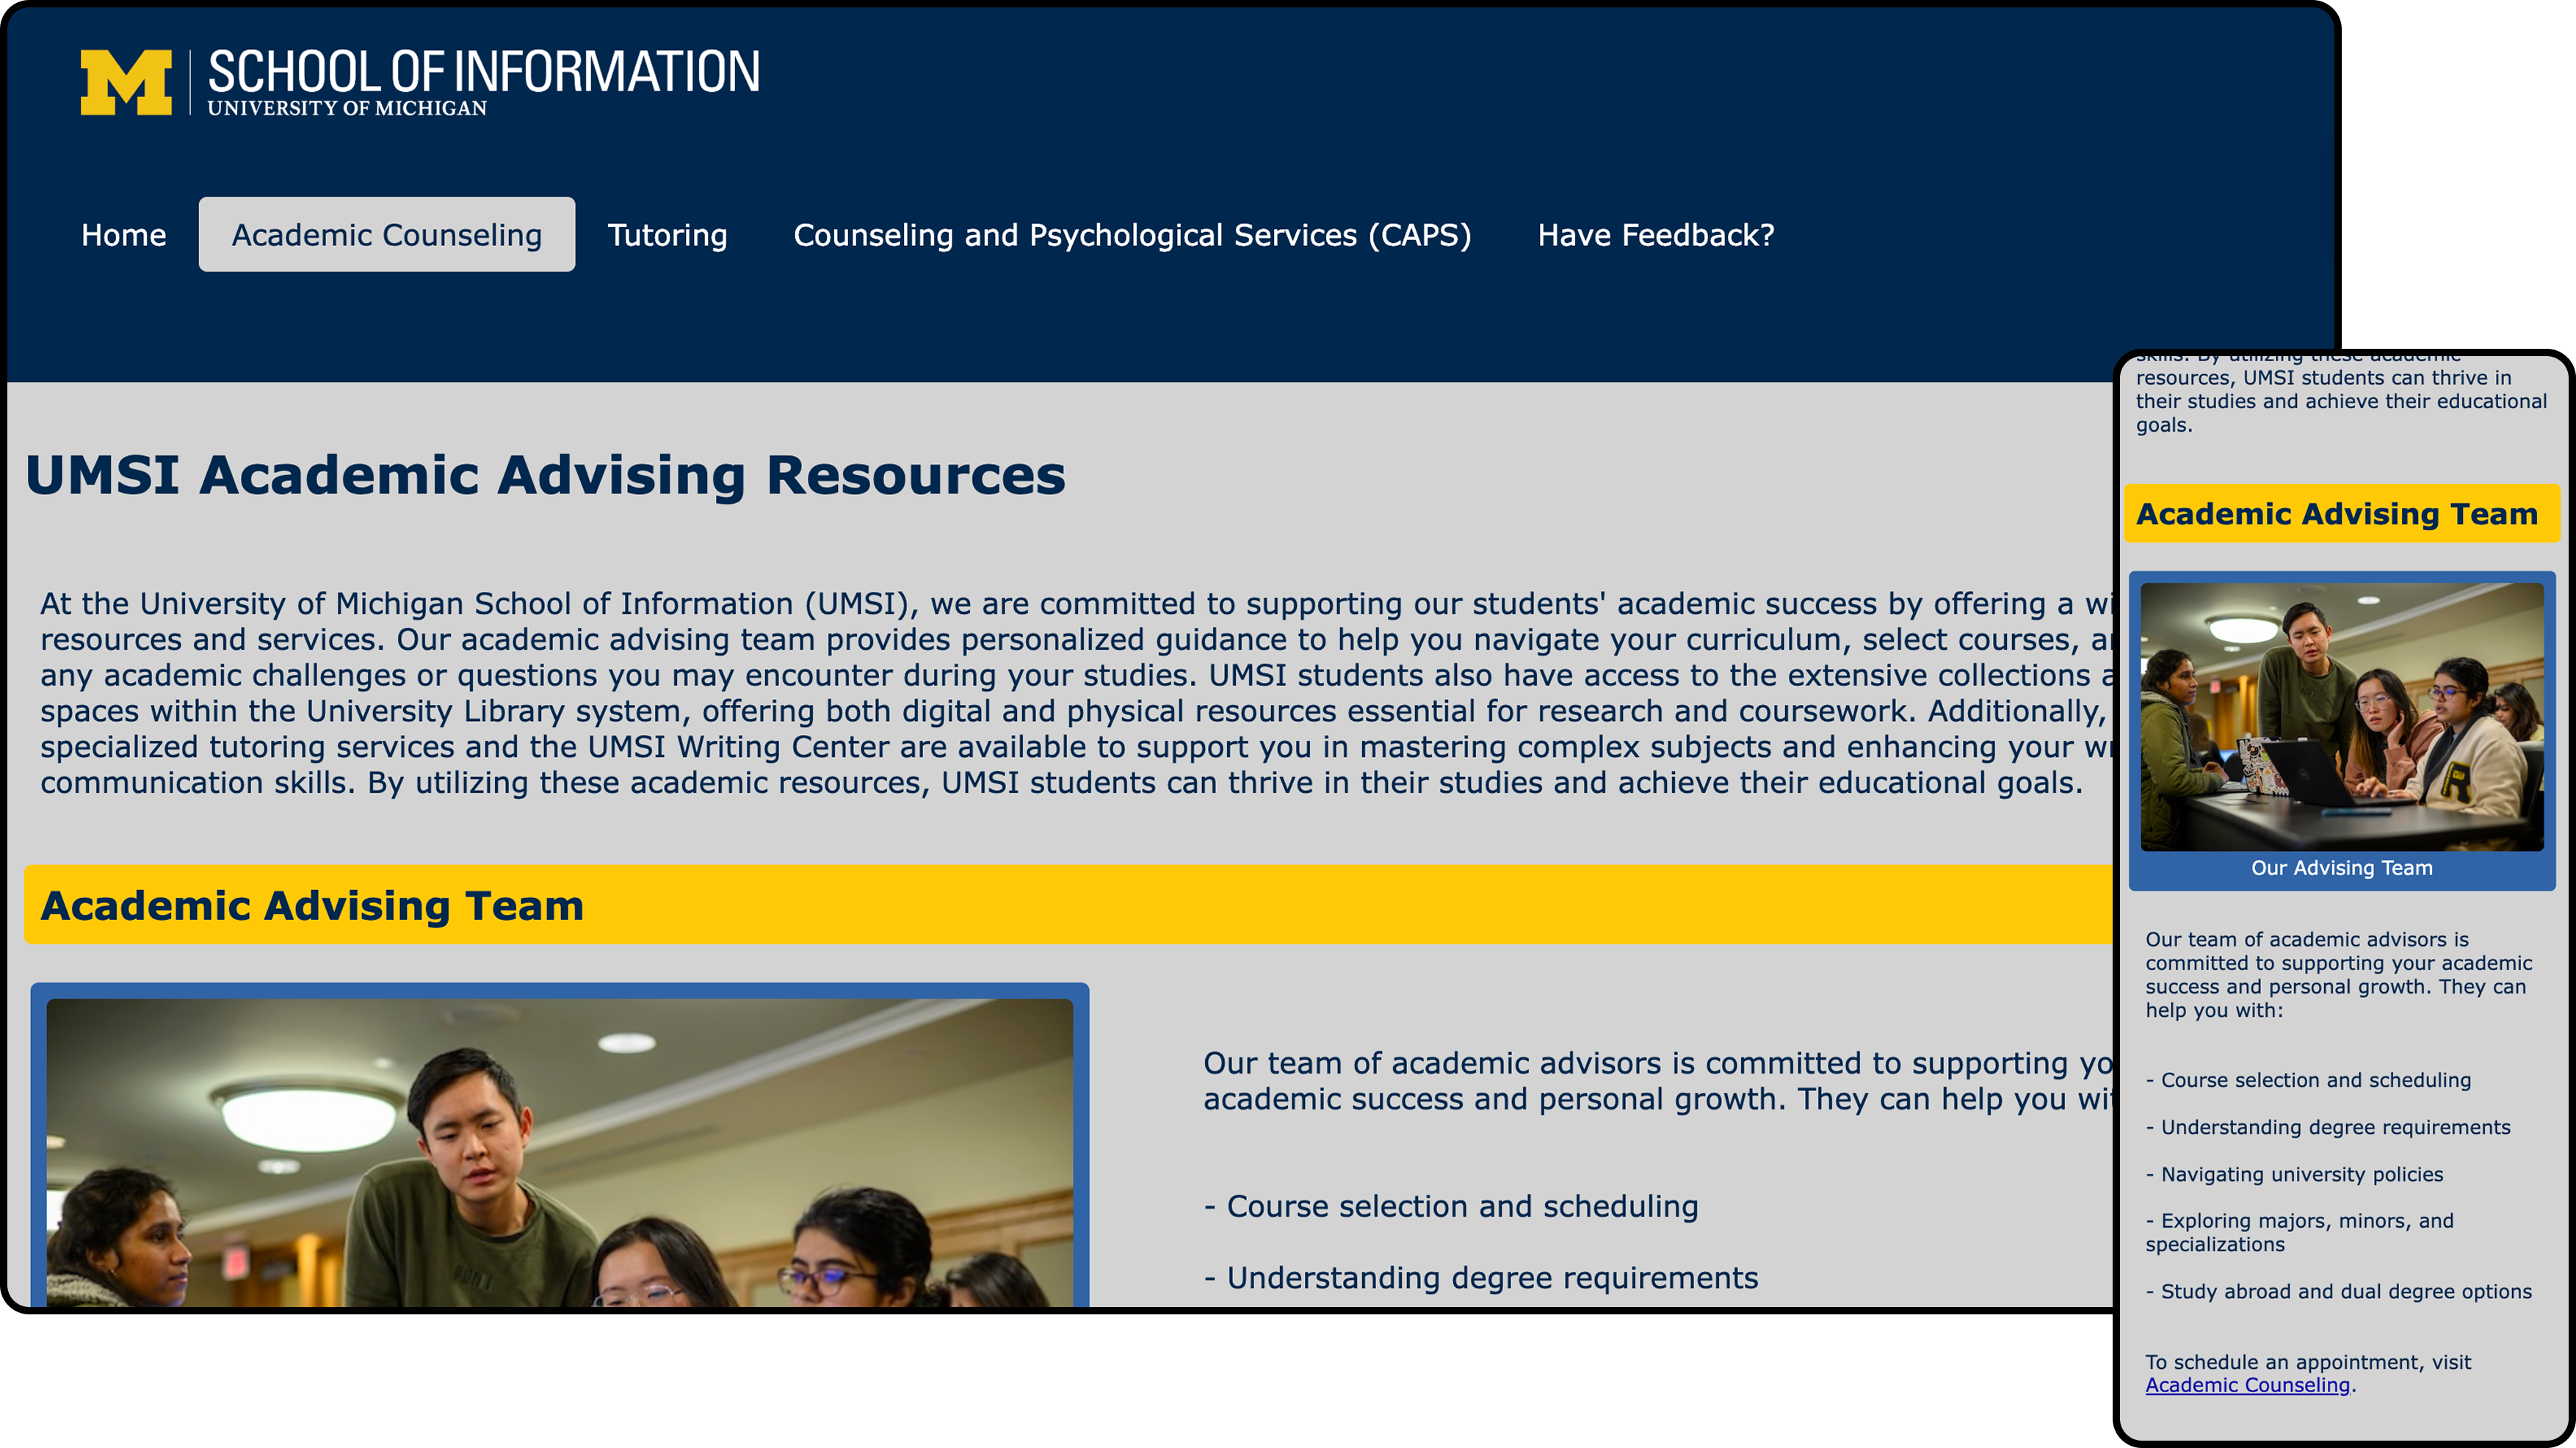 M
SCHOOL OF INFORMATION
UNIVERSITY OF MICHIGAN
Home
Academic Counseling
Tutoring
Counseling and Psychological Services (CAPS)
Have Feedback?
UMSI Academic Advising Resources
At the University of Michigan School of Information (UMSI), we are committed to supporting our students' academic success by offering a
resources and services. Our academic advising team provides personalized guidance to help you navigate your curriculum, select courses,
any academic challenges or questions you may encounter during your studies. UMSI students also have access to the extensive collections
spaces within the University Library system, offering both digital and physical resources essential for research and coursework. Additionally,
specialized tutoring services and the UMSI Writing Center are available to support you in mastering complex subjects and enhancing your
communication skills. By utilizing these academic resources, UMSI students can thrive in their studies and achieve their educational goals.
Academic Advising Team
Our team of academic advisors is committed to supporting
academic success and personal growth. They can help you
- Course selection and scheduling
- Understanding degree requirements
skills. By utilizing these academic
resources, UMSI students can thrive in
their studies and achieve their educational
goals.
Academic Advising Team
R
Our Advising Team
Our team of academic advisors is
committed to supporting your academic
success and personal growth. They can
help you with:
- Course selection and scheduling
- Understanding degree requirements
- Navigating university policies
- Exploring majors, minors, and
specializations
- Study abroad and dual degree options
To schedule an appointment, visit
Academic Counseling.